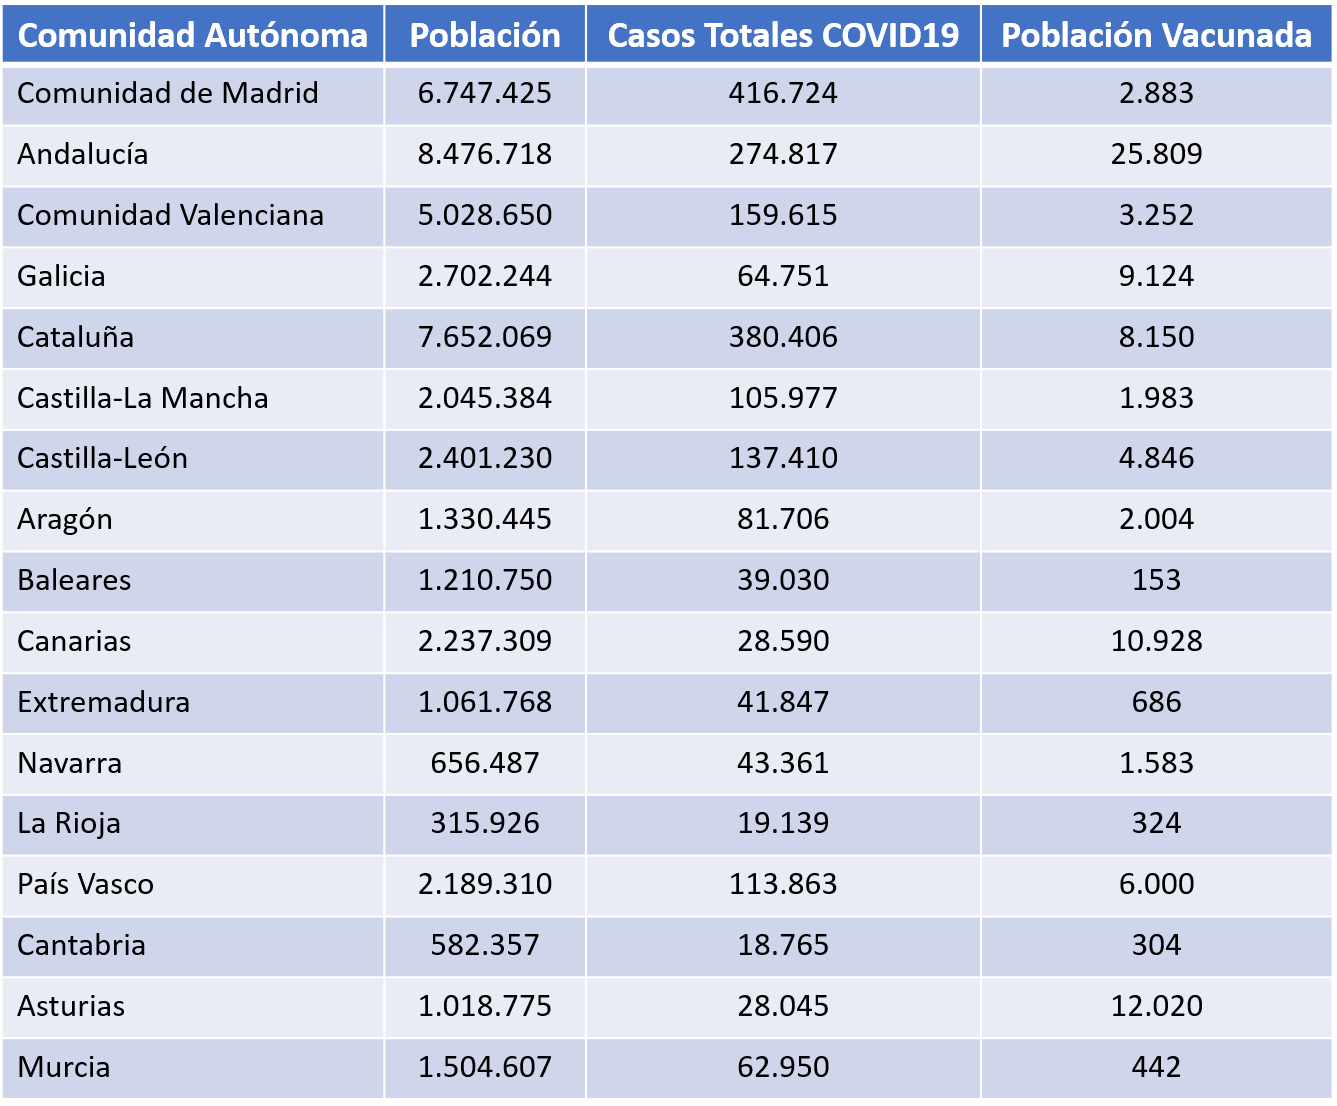 Comunidad Autónoma Población Casos Totales COVID19 Población Vacunada
Comunidad de Madrid 6.747.425 416.724 2.883
Andalucía 8.476.718 274.817 25.809
Comunidad Valenciana 5.028.650 159.615 3.252
Galicia 2.702.244 64.751 9.124
Cataluña 7.652.069 380.406 8.150
Castilla-La Mancha 2.045.384 105.977 1.983
Castilla-León 2.401.230 137.410 4.846
Aragón 1.330.445 81.706 2.004
Baleares 1.210.750 39.030 153
Canarias 2.237.309 28.590 10.928
Extremadura 1.061.768 41.847 686
Navarra 656.487 43.361 1.583
La Rioja 315.926 19.139 324
País Vasco 2.189.310 113.863 6.000
Cantabria 582.357 18.765 304
Asturias 1.018.775 28.045 12.020
Murcia 1.504.607 62.950 442